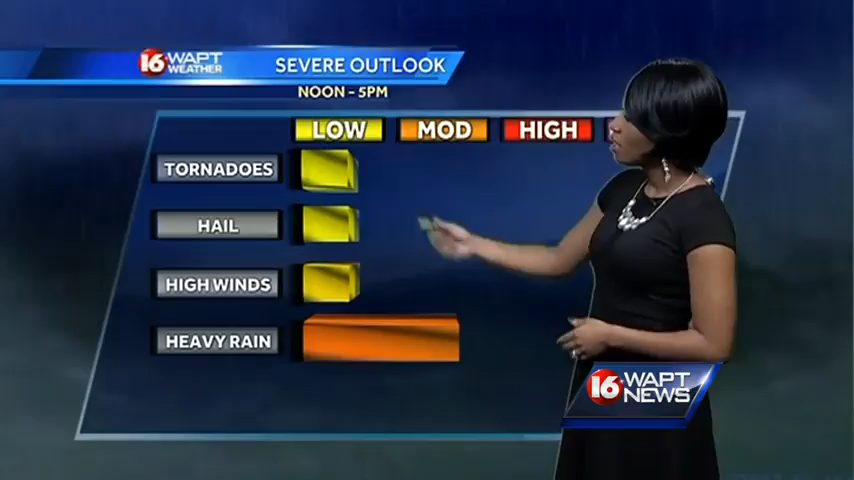 16 WAPT WEATHER
SEVERE OUTLOOK
NOON - 5PM
LOW MOD HIGH
TORNADOES
HAIL
HIGH WINDS
HEAVY RAIN
16 WAPT NEWS